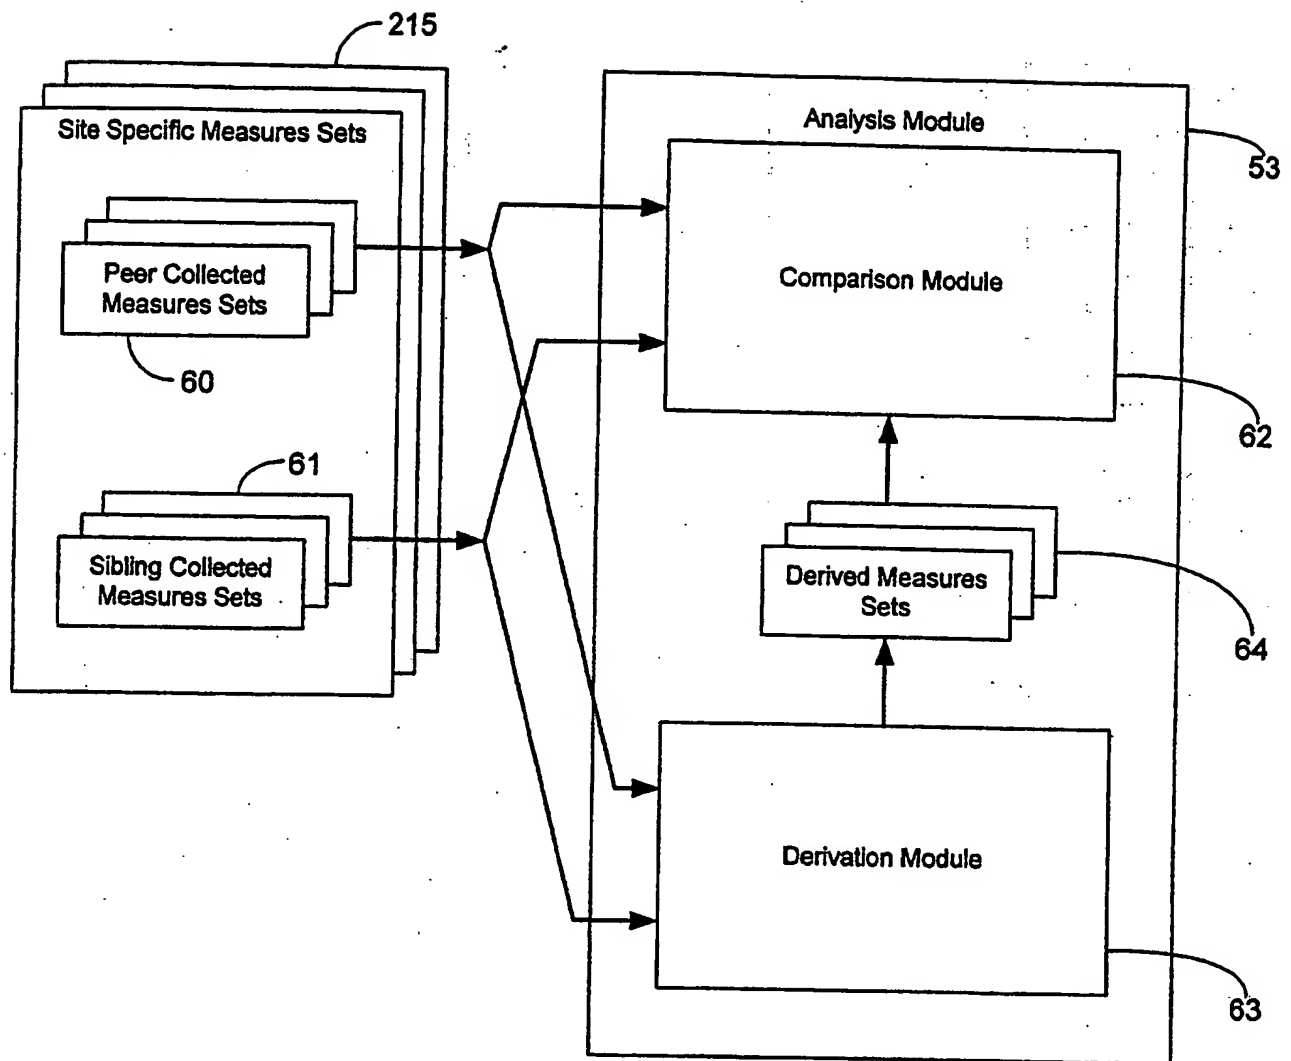 215
Site Specific Measures Sets
Analysis Module
53
Peer Collected
Measures Sets
Comparison Module
60
62
61
Sibling Collected
Measures Sets
Derived Measures
Sets
64
Derivation Module
63